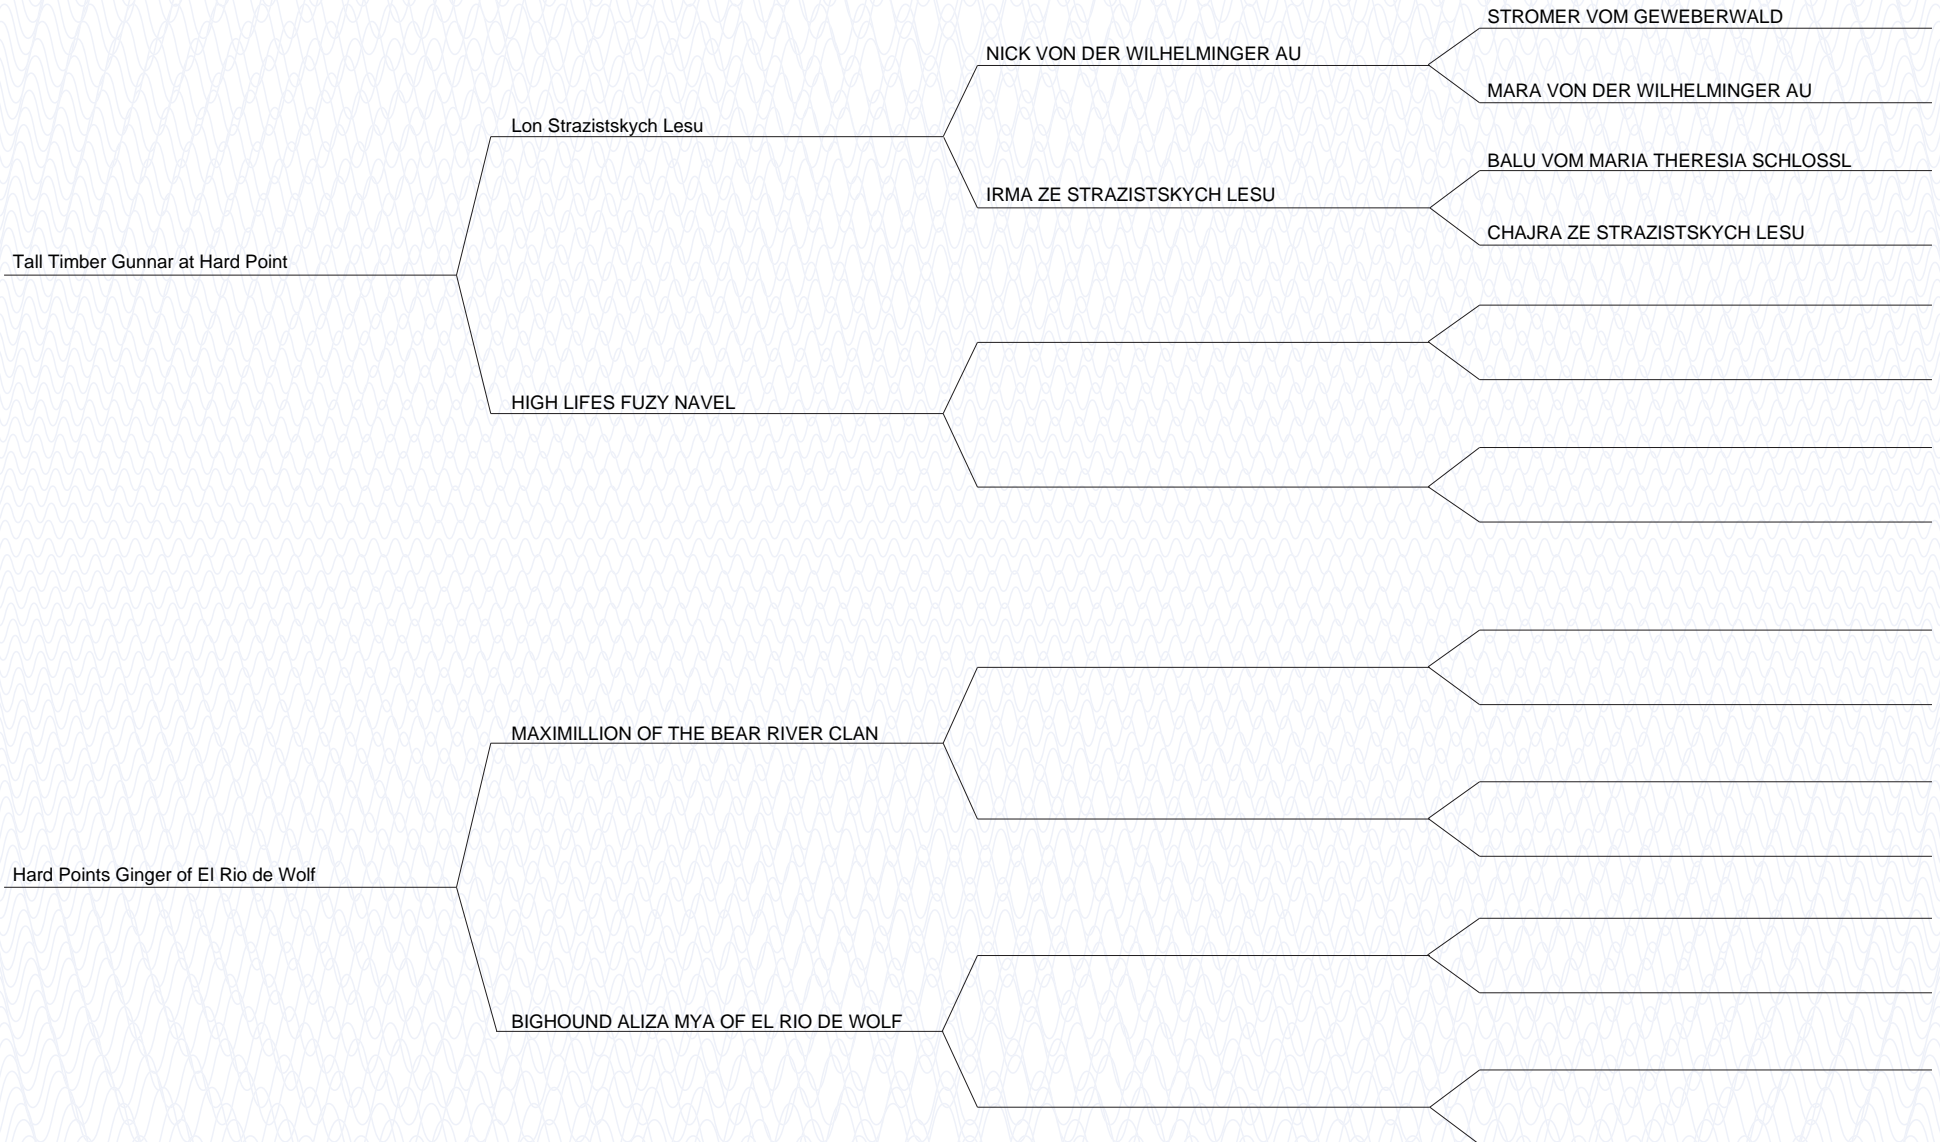 STROMER VOM GEWEBERWALD
NICK VON DER WILHELMINGER AU
MARA VON DER WILHELMINGER AU
Lon Strazistskych Lesu
BALU VOM MARIA THERESIA SCHLOSSL
IRMA ZE STRAZISTSKYCH LESU
CHAJRA ZE STRAZISTSKYCH LESU
Tall Timber Gunnar at Hard Point
HIGH LIFES FUZY NAVEL
MAXIMILLION OF THE BEAR RIVER CLAN
Hard Points Ginger of El Rio de Wolf
BIGHOUND ALIZA MYA OF EL RIO DE WOLF